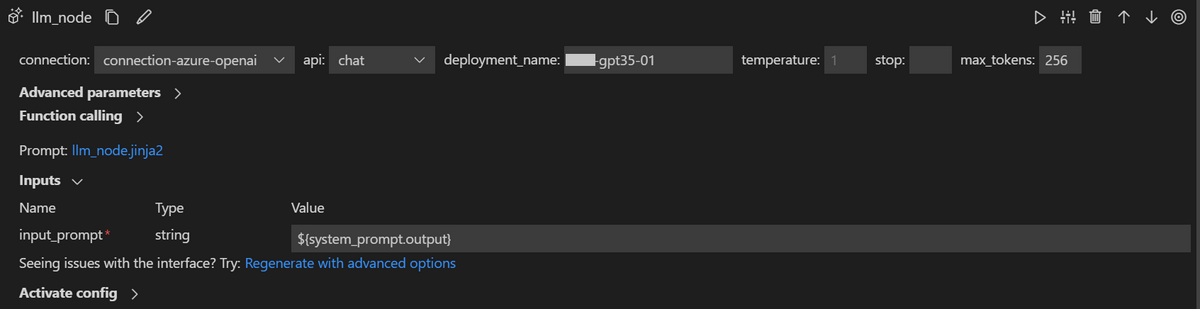 llm_node
connection: connection-azure-openai api: chat deployment_name: -gpt35-01 temperature: 1 stop: max_tokens: 256
Advanced parameters
Function calling
Prompt: llm_node.jinja2
Inputs
Name Type Value
input_prompt* string ${system_prompt.output}
Seeing issues with the interface? Try: Regenerate with advanced options
Activate config